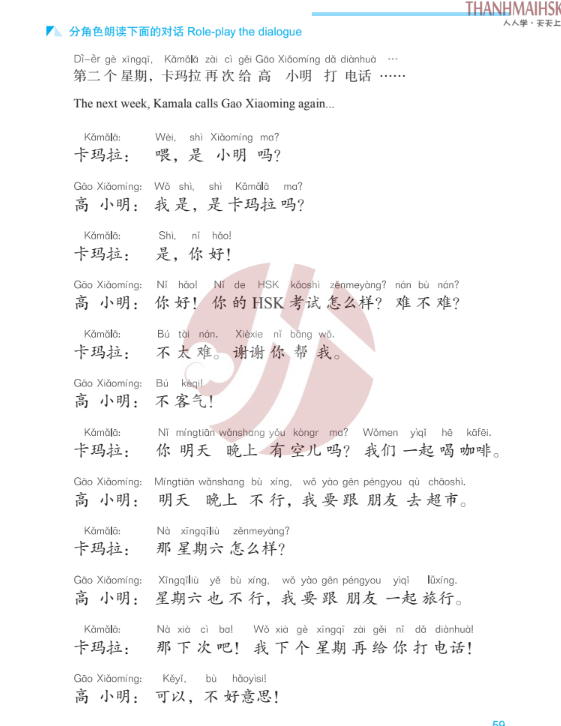 THANHMAIHSK
人人学·天天上
分角色朗读下面的对话 Role-play the dialogue
Dì-èr gè xīngqī, Kǎmǎlā zài cì gěi Gāo Xiǎomíng dǎ diànhuà …
第二个星期，卡玛拉再次给高 小明 打 电话 ……
The next week, Kamala calls Gao Xiaoming again...
Kǎmǎlā: Wèi, shì Xiǎomíng ma?
卡玛拉： 喂，是 小明 吗？
Gāo Xiǎomíng: Wǒ shì, shì Kǎmǎlā ma?
高 小明： 我是，是卡玛拉吗？
Kǎmǎlā: Shì, nǐ hǎo!
卡玛拉： 是，你好！
Gāo Xiǎomíng: Nǐ hǎo! Nǐ de HSK kǎoshì zěnmeyàng? nán bù nán?
高 小明： 你好！ 你的HSK考试怎么样？ 难不难？
Kǎmǎlā: Bú tài nán. Xièxie nǐ bāng wǒ.
卡玛拉： 不太难。谢谢你帮我。
Gāo Xiǎomíng: Bú kèqi!
高 小明： 不客气！
Kǎmǎlā: Nǐ míngtiān wǎnshang yǒu kòngr ma? Wǒmen yìqǐ hē kāfēi.
卡玛拉： 你 明天 晚上 有空儿吗？ 我们一起喝咖啡。
Gāo Xiǎomíng: Míngtiān wǎnshang bù xíng, wǒ yào gēn péngyou qù chāoshì.
高 小明： 明天 晚上 不行，我要跟 朋友 去超市。
Kǎmǎlā: Nà xīngqīliù zěnmeyàng?
卡玛拉： 那星期六怎么样？
Gāo Xiǎomíng: Xīngqīliù yě bù xíng, wǒ yào gēn péngyou yìqǐ lǚxíng.
高 小明： 星期六也不行，我要跟 朋友 一起旅行。
Kǎmǎlā: Nà xià cì ba! Wǒ xià gè xīngqī zài gěi nǐ dǎ diànhuà!
卡玛拉： 那下次吧！ 我下个星期再给你打电话！
Gāo Xiǎomíng: Kěyǐ, bù hǎoyìsi!
高 小明： 可以，不好意思！
59